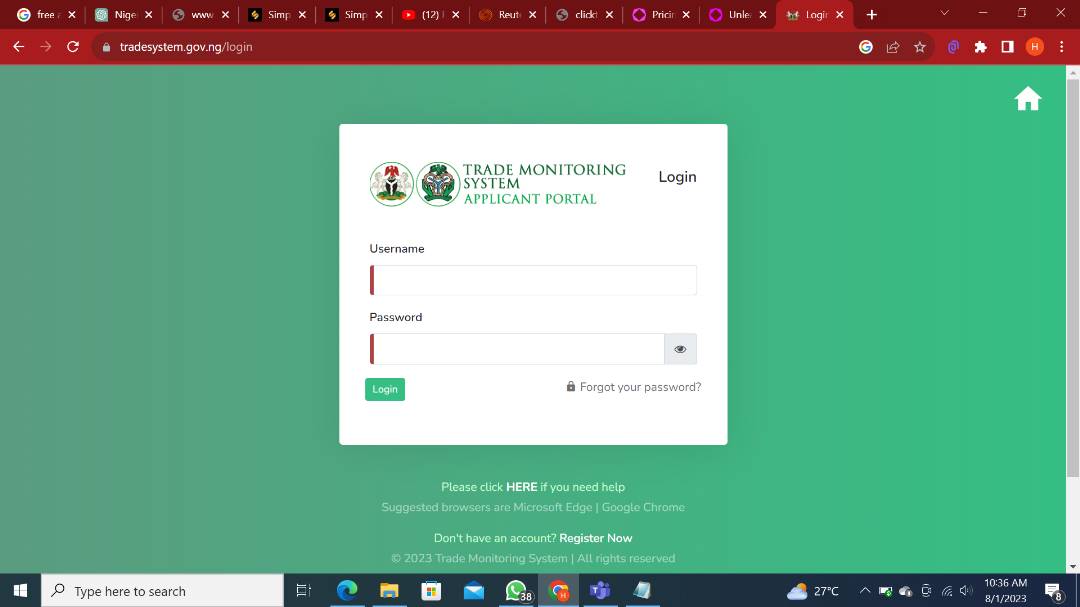 free a
Nige
www
Simp
Simp
(12)
Reut
click
Pricin
Unle
Login
tradesystem.gov.ng/login
H
TRADE MONITORING
SYSTEM
APPLICANT PORTAL
Login
Username
Password
Login
Forgot your password?
Please click HERE if you need help
Suggested browsers are Microsoft Edge | Google Chrome
Don't have an account? Register Now
© 2023 Trade Monitoring System | All rights reserved
Type here to search
38
H
27°C
10:36 AM
8/1/2023
8